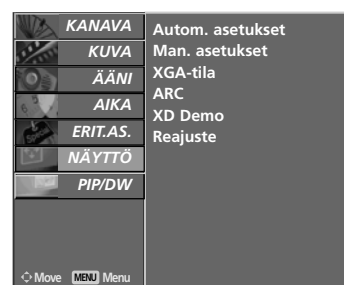 KANAVA
KUVA
ÄÄNI
AIKA
ERIT.AS.
NÄYTTÖ
PIP/DW
Autom. asetukset
Man. asetukset
XGA-tila
ARC
XD Demo
Reajuste
Move MENU Menu